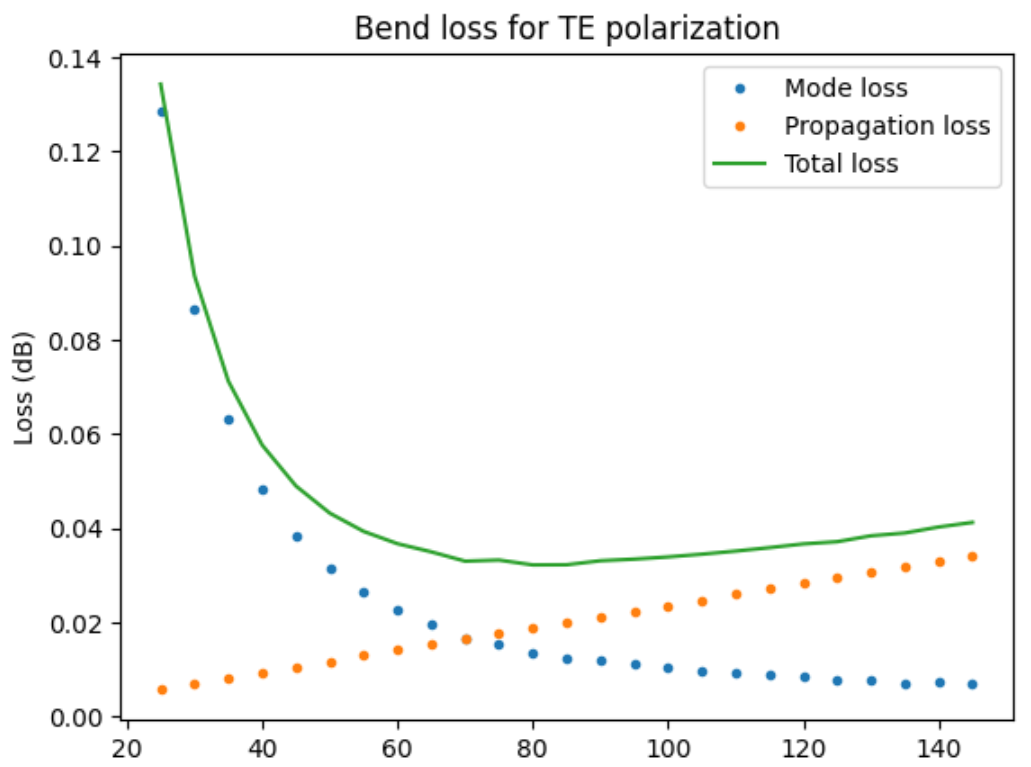 Bend loss for TE polarization
0.14
0.12
0.10
0.08
0.06
0.04
0.02
0.00
Loss (dB)
Mode loss
Propagation loss
Total loss
20 40 60 80 100 120 140